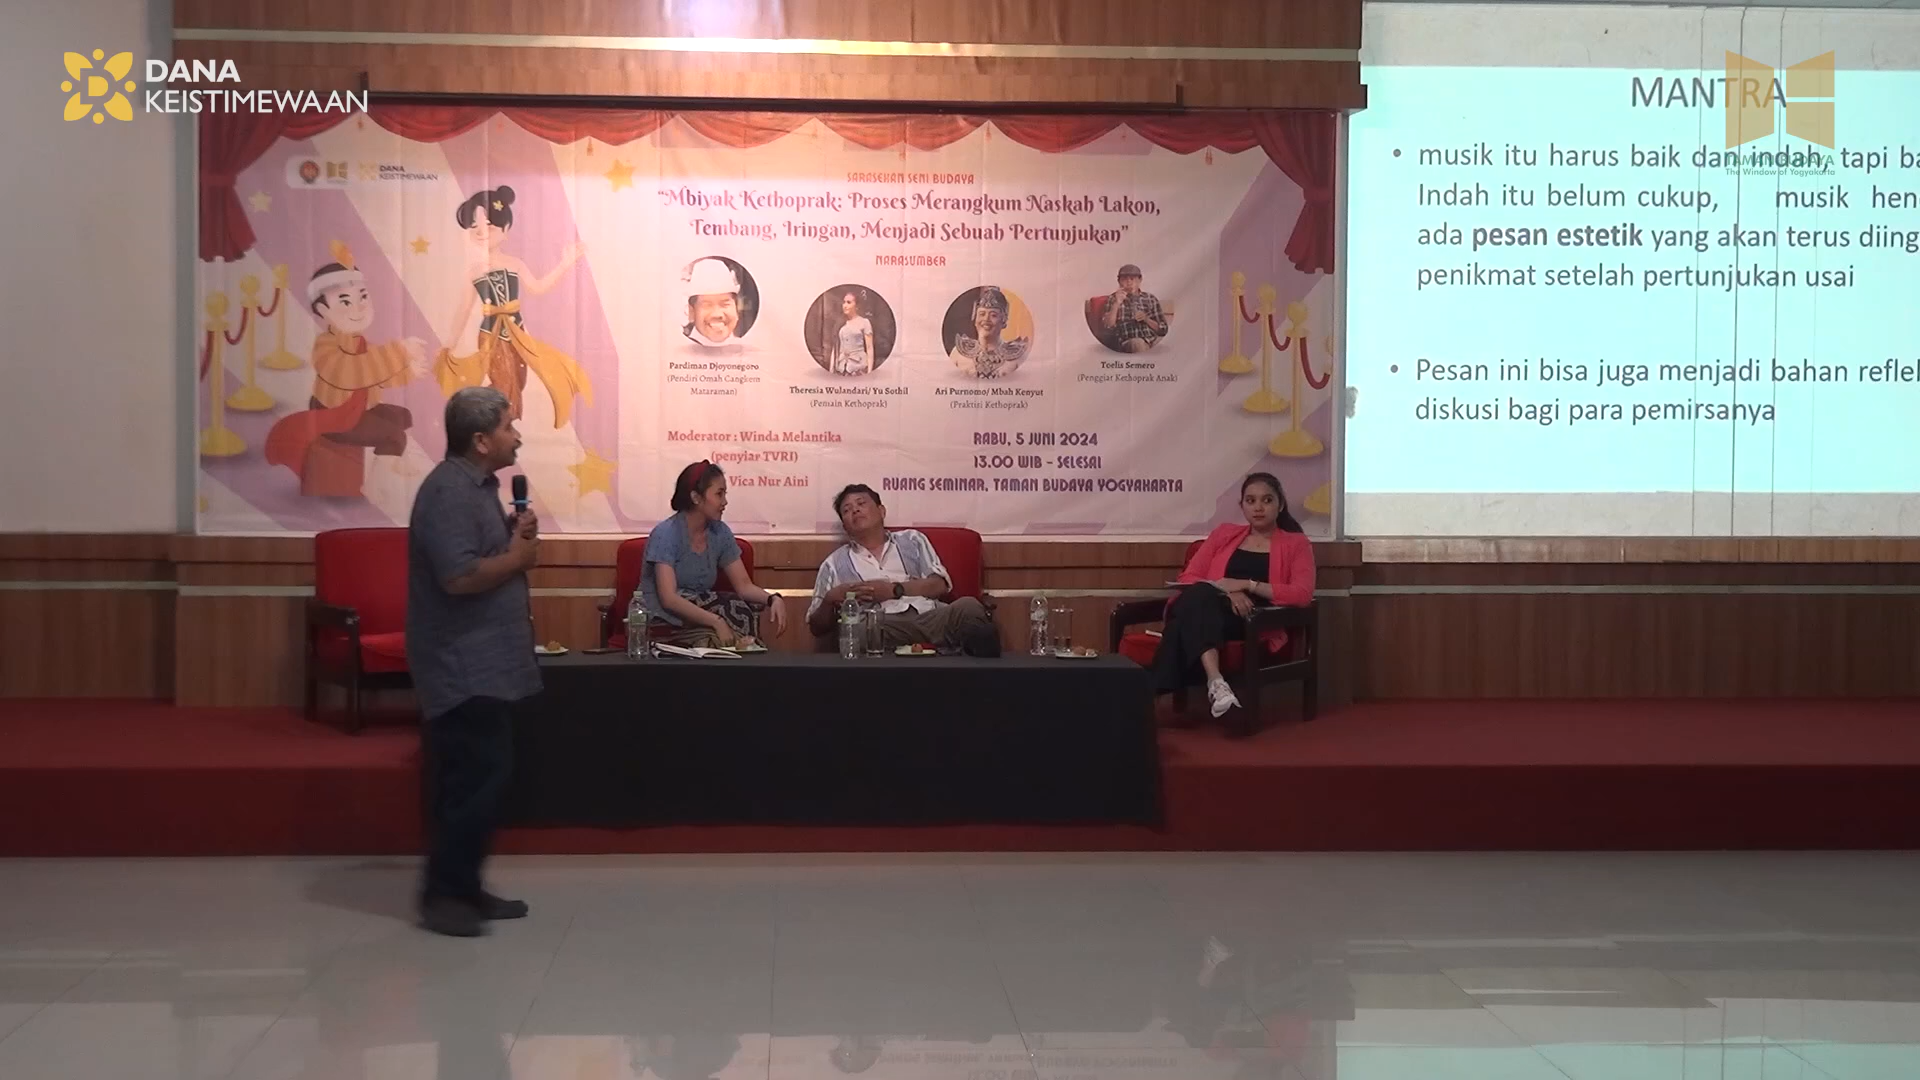 DANA
KEISTIMEWAAN
DANA
KEISTIMEWAAN
SARASEHAN SENI BUDAYA
"Mbiyak Kethoprak: Proses Merangkum Naskah Lakon,
Tembang, Iringan, Menjadi Sebuah Pertunjukan"
NARASUMBER
Pardiman Djoyonegoro
(Pendiri Omah Cangkem
Mataraman)
Theresia Wulandari/ Yu Sothil
(Pemain Kethoprak)
Ari Purnomo/ Mbah Kenyut
(Praktisi Kethoprak)
Toelis Semero
(Penggiar Kethoprak Anak)
Moderator : Winda Melantika
(penyiar TVRI)
Vica Nur Aini
RABU, 5 JUNI 2024
13.00 WIB - SELESAI
RUANG SEMINAR, TAMAN BUDAYA YOGYAKARTA
MANTRA
TAMAN BUDAYA
The Window of Yogyakarta
• musik itu harus baik dan indah, tapi
Indah itu belum cukup, musik
ada pesan estetik yang akan terus
penikmat setelah pertunjukan usai
• Pesan ini bisa juga menjadi bahan
diskusi bagi para pemirsanya